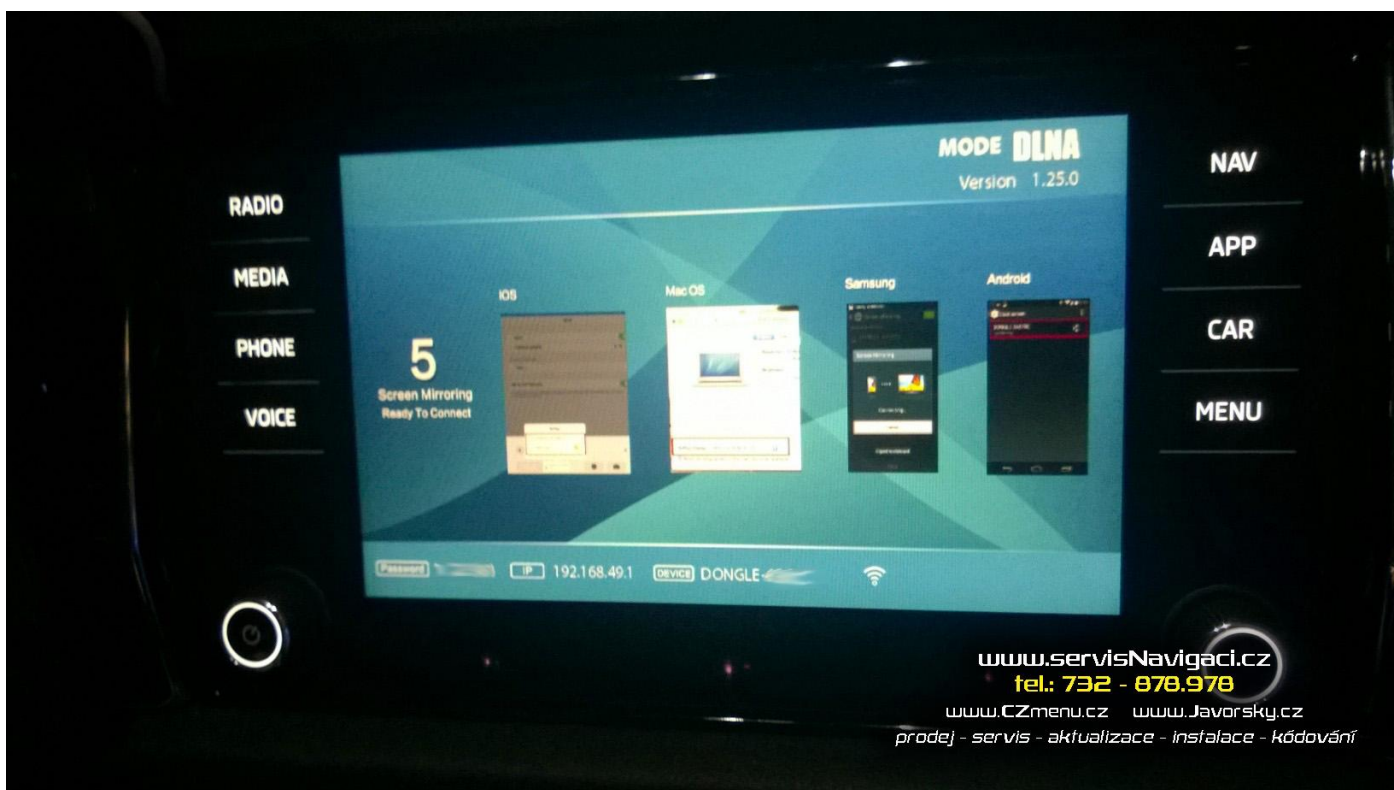 MODE DLNA
Version 1.25.0
RADIO
MEDIA
PHONE
VOICE
NAV
APP
CAR
MENU
iOS
Mac OS
Samsung
Android
5
Screen Mirroring
Ready To Connect
Screen Mirroring
Password
IP 192.168.49.1
DEVICE DONGLE
www.servisNavigaci.cz
tel.: 732 - 878.978
www.CZmenu.cz www.Javorsky.cz
prodej - servis - aktualizace - instalace - kódování